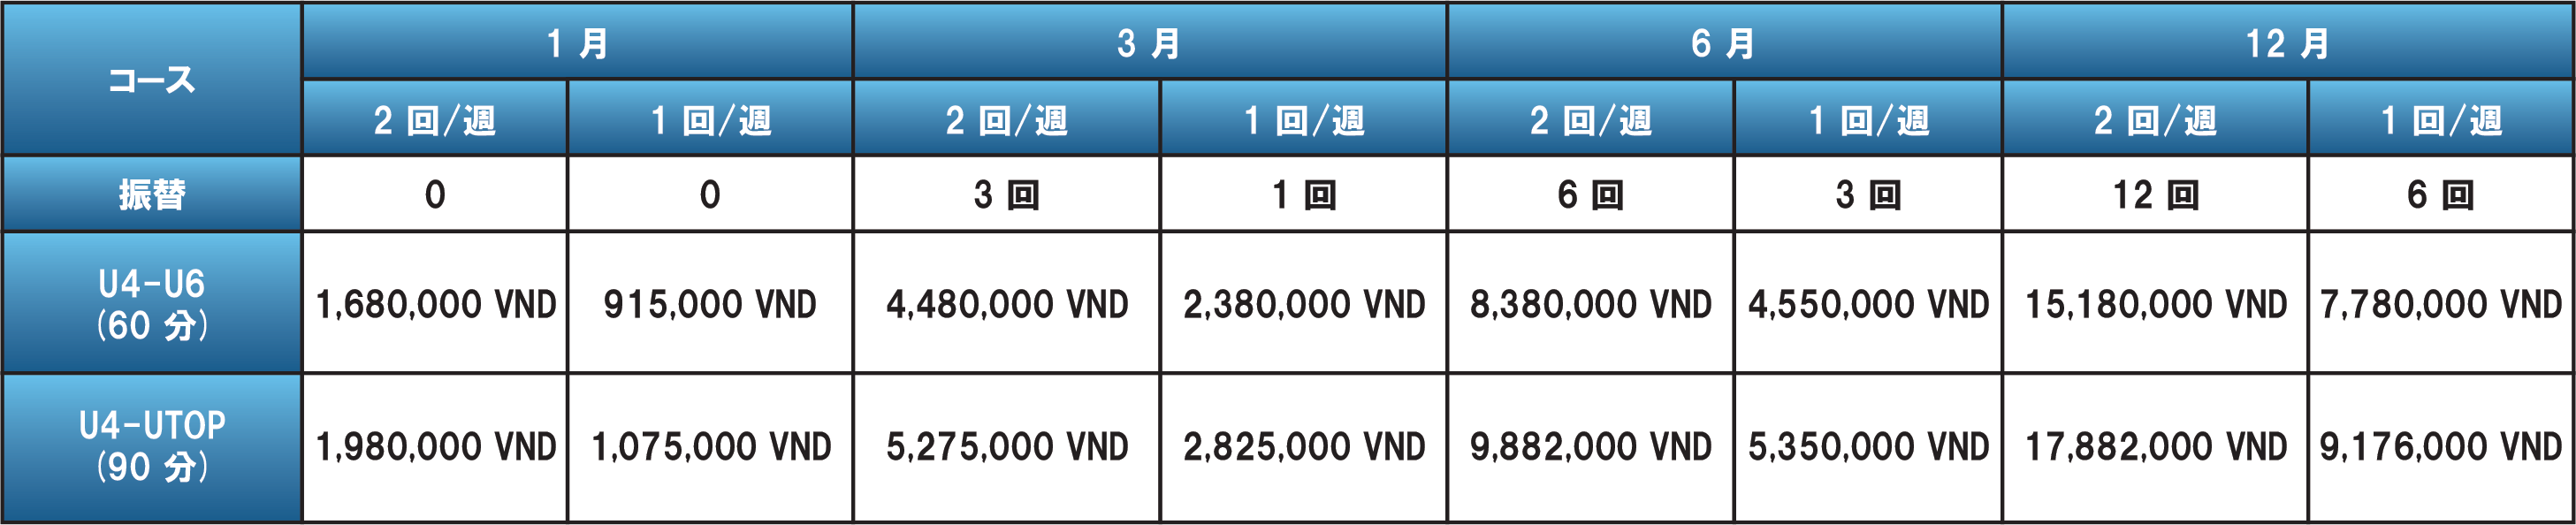 コース
1 月
3 月
6 月
12 月
2 回/週
1 回/週
2 回/週
1 回/週
2 回/週
1 回/週
2 回/週
1 回/週
振替
0
0
3 回
1 回
6 回
3 回
12 回
6 回
U4-U6
(60 分)
1,680,000 VND
915,000 VND
4,480,000 VND
2,380,000 VND
8,380,000 VND
4,550,000 VND
15,180,000 VND
7,780,000 VND
U4-UTOP
(90 分)
1,980,000 VND
1,075,000 VND
5,275,000 VND
2,825,000 VND
9,882,000 VND
5,350,000 VND
17,882,000 VND
9,176,000 VND